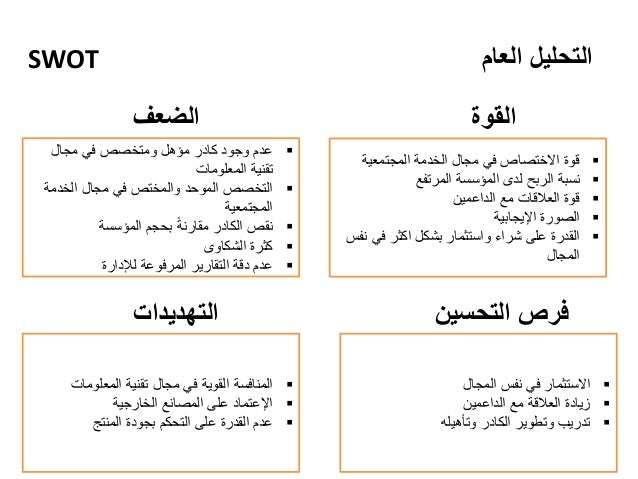 التحليل العام
SWOT
القوة
▪ قوة الاختصاص في مجال الخدمة المجتمعية
▪ نسبة الربح لدى المؤسسة المرتفع
▪ قوة العلاقات مع الداعمين
▪ الصورة الإيجابية
▪ القدرة على شراء واستثمار بشكل اكثر في نفس
المجال
الضعف
▪ عدم وجود كادر مؤهل ومتخصص في مجال
تقنية المعلومات
▪ التخصص الموحد والمختص في مجال الخدمة
المجتمعية
▪ نقص الكادر مقارنةً بحجم المؤسسة
▪ كثرة الشكاوى
▪ عدم دقة التقارير المرفوعة للإدارة
فرص التحسين
▪ الاستثمار في نفس المجال
▪ زيادة العلاقة مع الداعمين
▪ تدريب وتطوير الكادر وتأهيله
التهديدات
▪ المنافسة القوية في مجال تقنية المعلومات
▪ الإعتماد على المصانع الخارجية
▪ عدم القدرة على التحكم بجودة المنتج